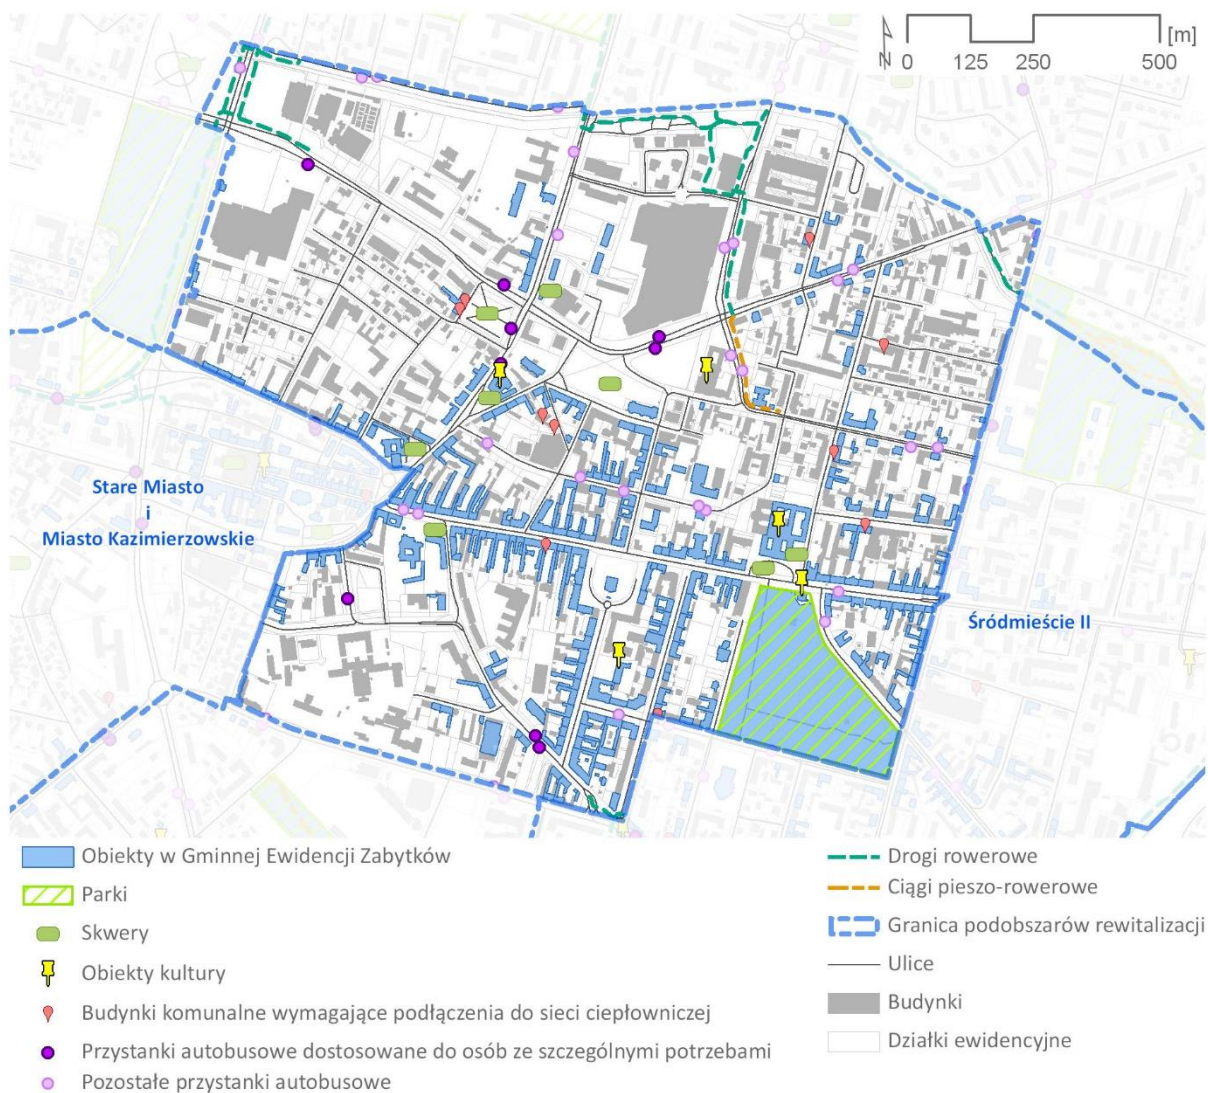 N
[m]
0 125 250 500
Stare Miasto
i
Miasto Kazimierzowskie
Śródmieście II
Obiekty w Gminnej Ewidencji Zabytków
Parki
Skwery
Obiekty kultury
Budynki komunalne wymagające podłączenia do sieci ciepłowniczej
Przystanki autobusowe dostosowane do osób ze szczególnymi potrzebami
Pozostałe przystanki autobusowe
Drogi rowerowe
Ciągi pieszo-rowerowe
Granica podobszarów rewitalizacji
Ulice
Budynki
Działki ewidencyjne